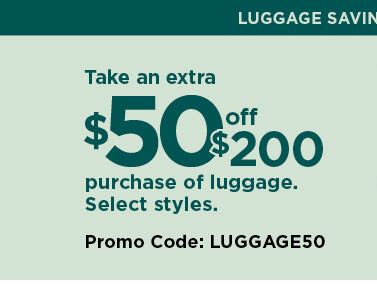 LUGGAGE SAVIN
Take an extra
$50 off $200
purchase of luggage.
Select styles.
Promo Code: LUGGAGE50